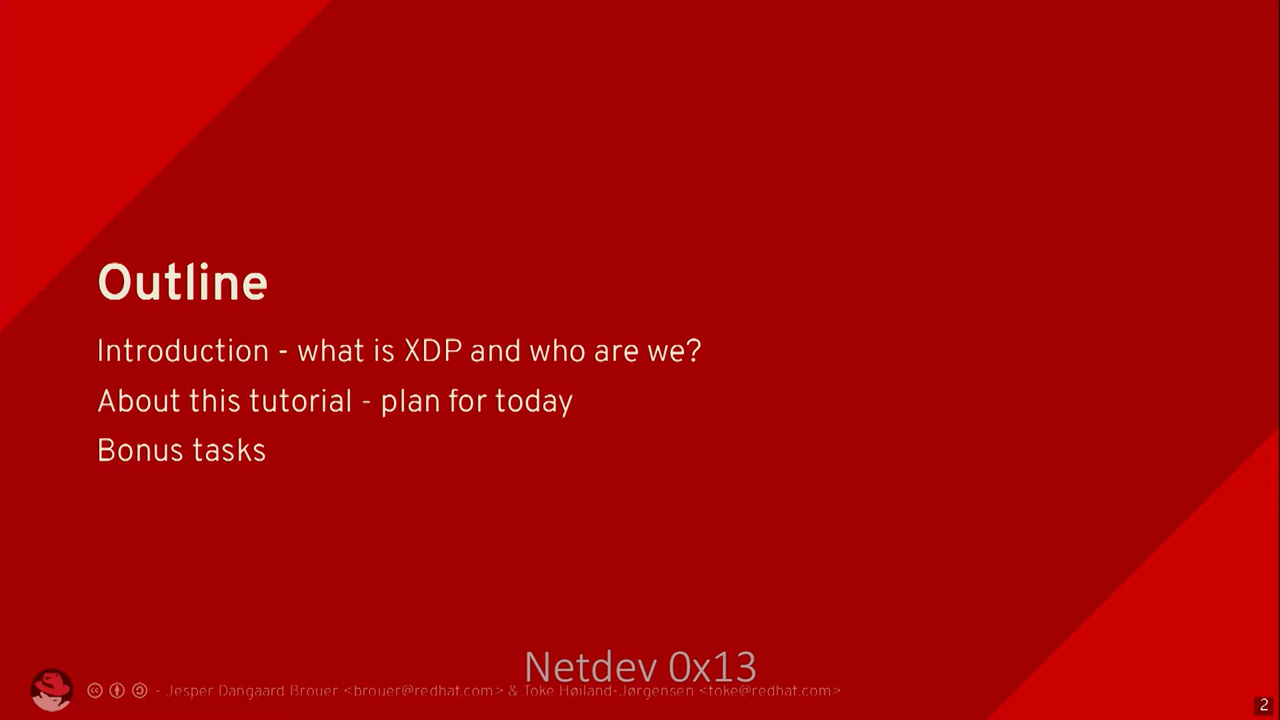 Outline
Introduction - what is XDP and who are we?
About this tutorial - plan for today
Bonus tasks
Netdev 0x13
- Jesper Dangaard Brouer <brouer@redhat.com> & Toke Høiland-Jørgensen <toke@redhat.com>
2